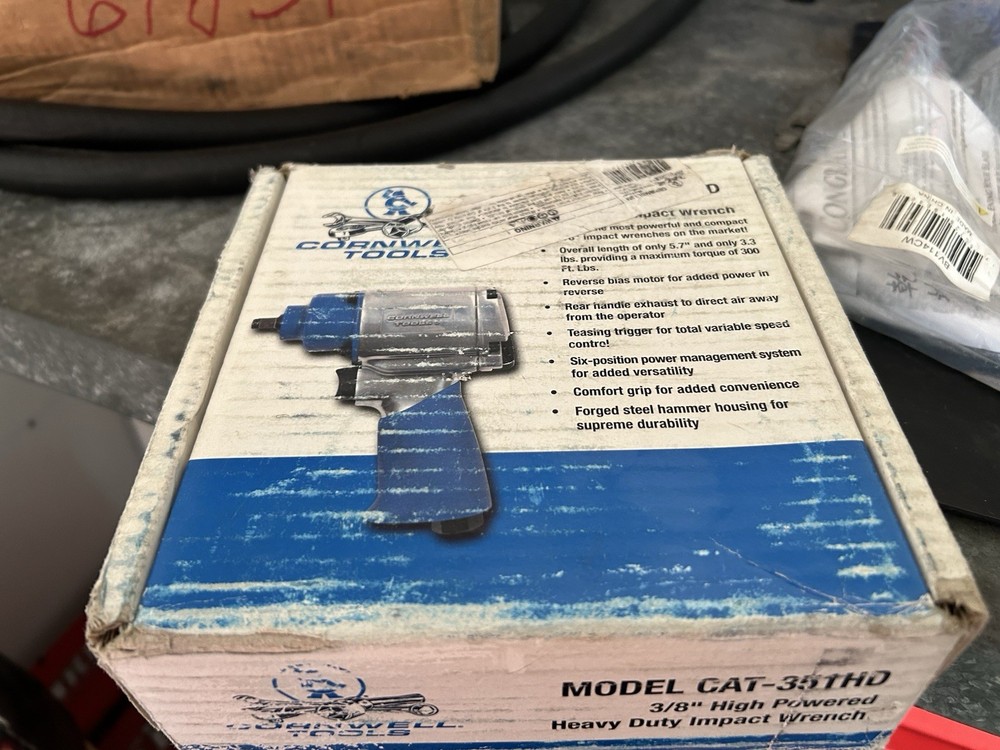 CORNWE
TOOLS
D
pact Wrench
most powerful and compact
impact wrenches on the market!
• Overall length of only 5.7" and only 3.3
lbs. providing a maximum torque of 300
Ft. Lbs.
• Reverse bias motor for added power in
reverse
• Rear handle exhaust to direct air away
from the operator
• Teasing trigger for total variable speed
control
• Six-position power management system
for added versatility
• Comfort grip for added convenience
• Forged steel hammer housing for
supreme durability
CORNWELL
TOOLS
MODEL CAT-351HD
3/8" High Powered
Heavy Duty Impact Wrench
CORNWELL
TOOLS
BV114CW